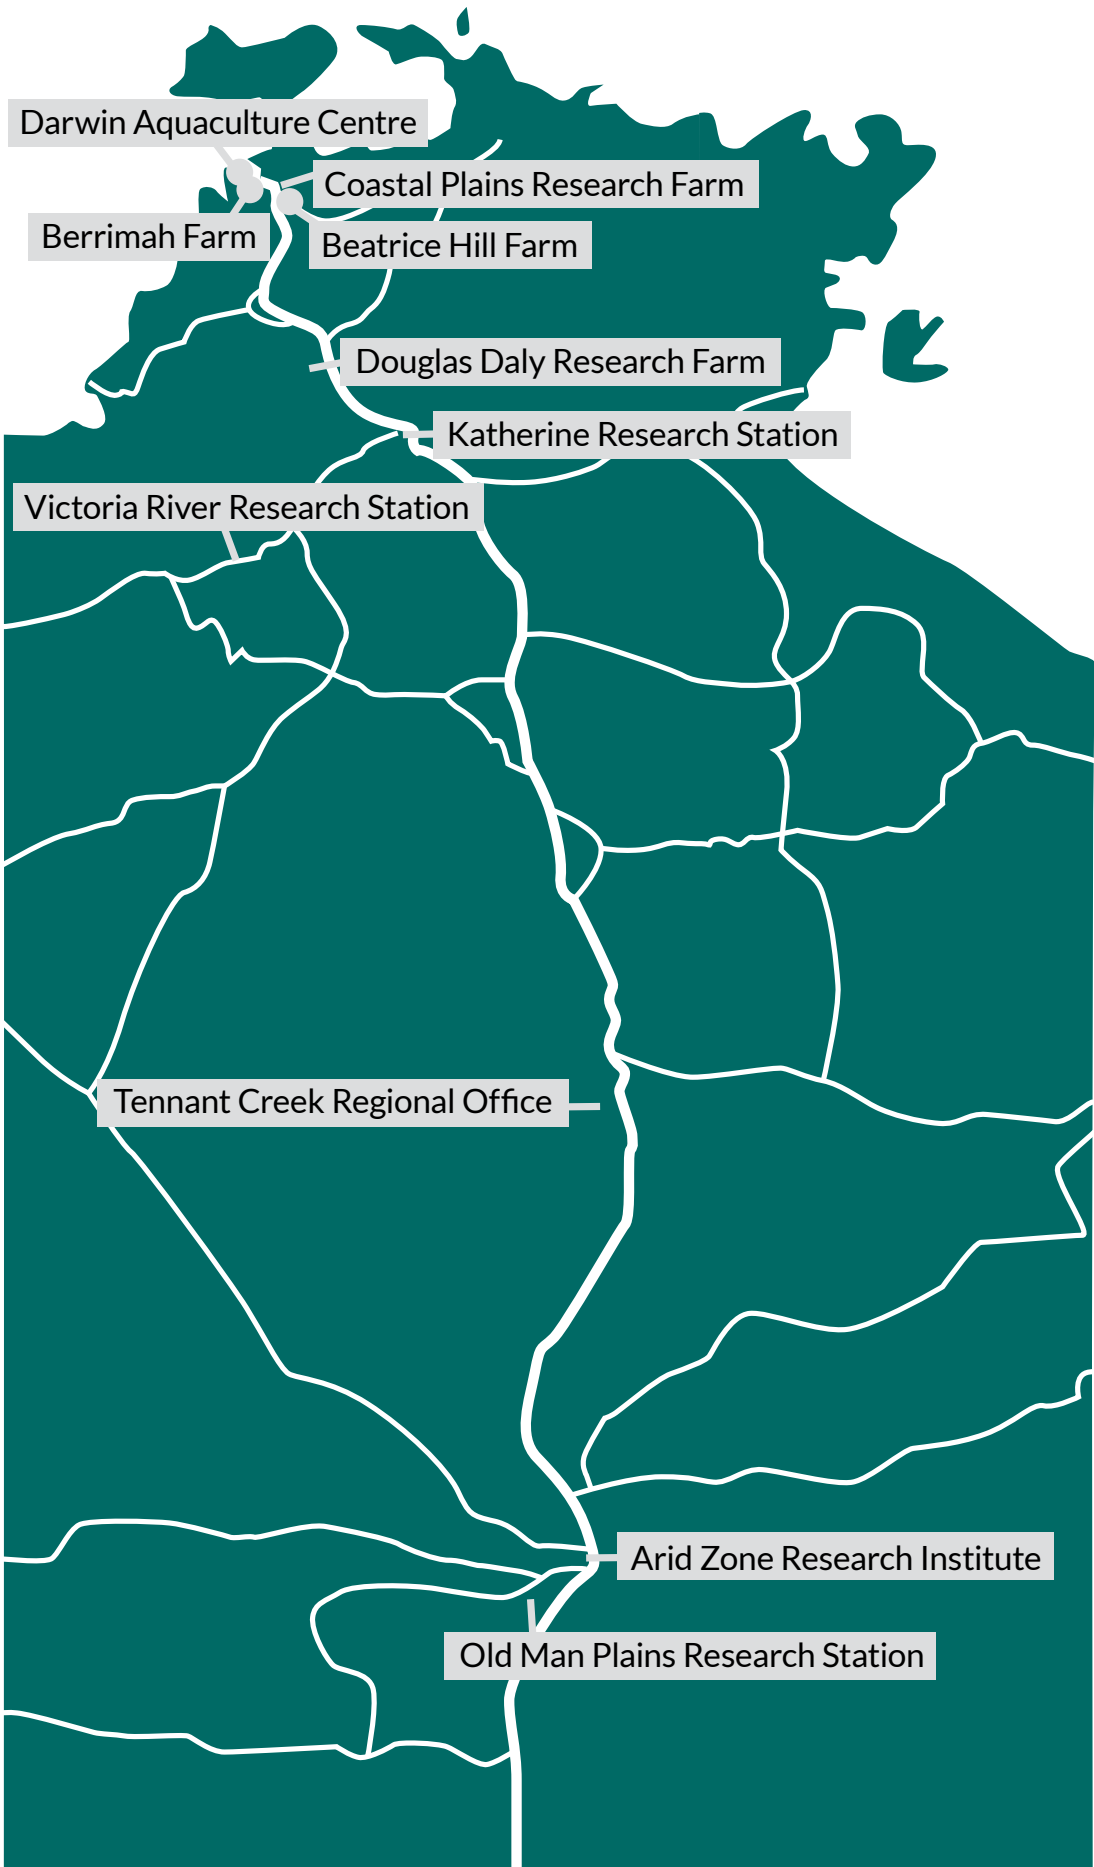 Darwin Aquaculture Centre
Coastal Plains Research Farm
Berrimah Farm
Beatrice Hill Farm
Douglas Daly Research Farm
Katherine Research Station
Victoria River Research Station
Tennant Creek Regional Office
Arid Zone Research Institute
Old Man Plains Research Station